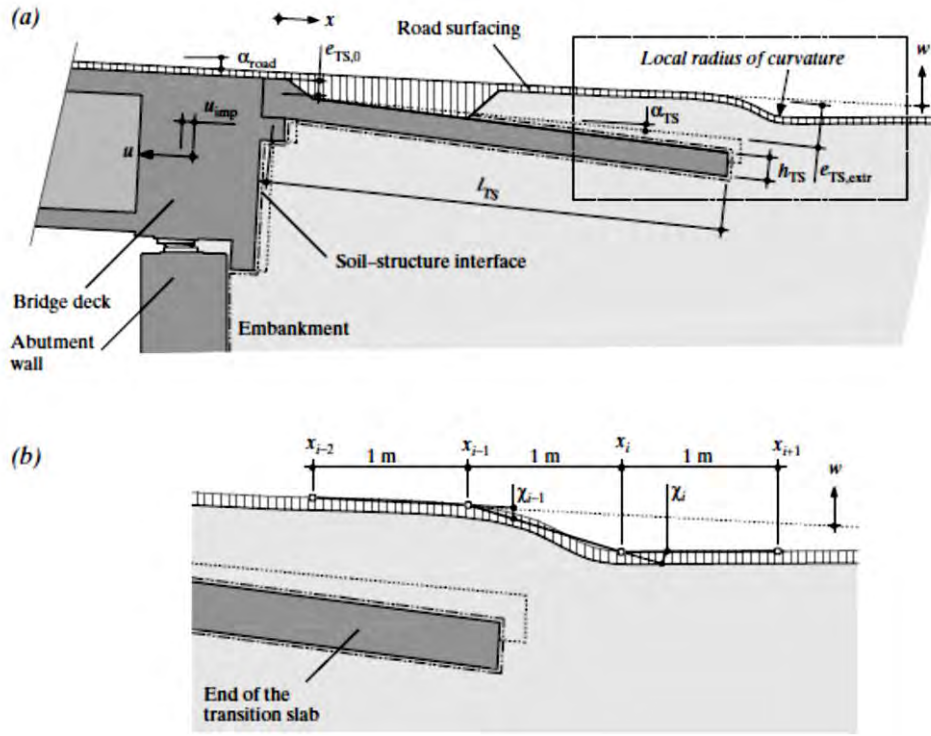 (a)
x
Road surfacing
Local radius of curvature
w
α_road
e_TS,0
u_imp
α_TS
u
h_TS
e_TS,extr
l_TS
Soil–structure interface
Bridge deck
Embankment
Abutment
wall
(b)
x_i–2
x_i–1
x_i
x_i+1
1 m
1 m
1 m
w
χ_i–1
χ_i
End of the
transition slab